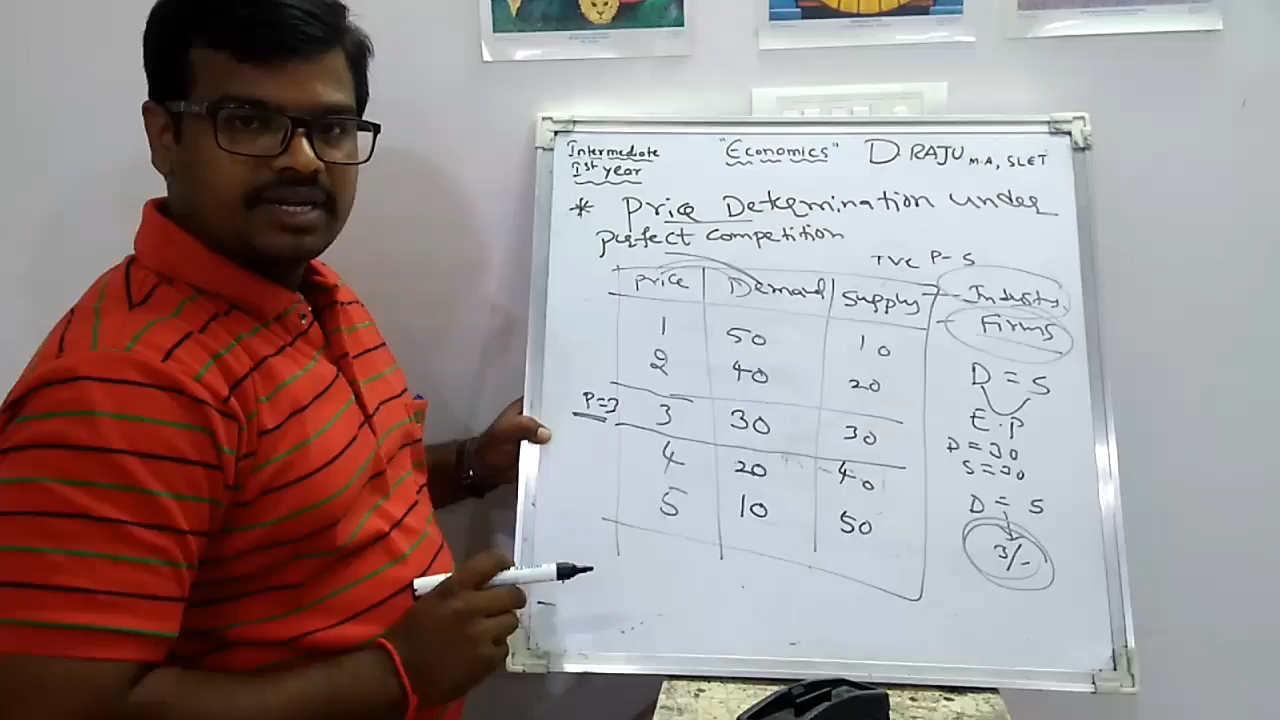 Intermediate "Economics" D RAJU M.A, SLET
Ist year
* Price Determination under
perfect competition
TVC P-S
Price Demand Supply
1 50 10
2 40 20
P=3 3 30 30
4 20 40
5 10 50
- Industry
- Firms
D = S
E.P
D = 30
S = 30
D = S
3/-